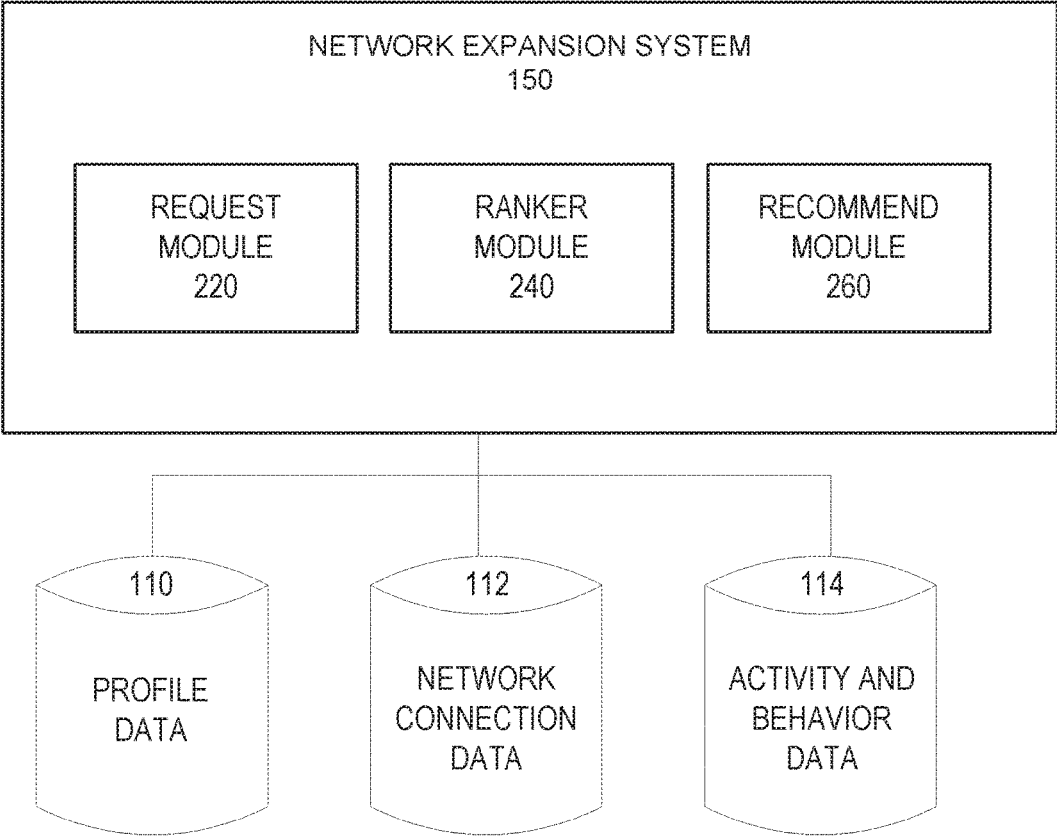 NETWORK EXPANSION SYSTEM
150
REQUEST
MODULE
220
RANKER
MODULE
240
RECOMMEND
MODULE
260
110
PROFILE
DATA
112
NETWORK
CONNECTION
DATA
114
ACTIVITY AND
BEHAVIOR
DATA